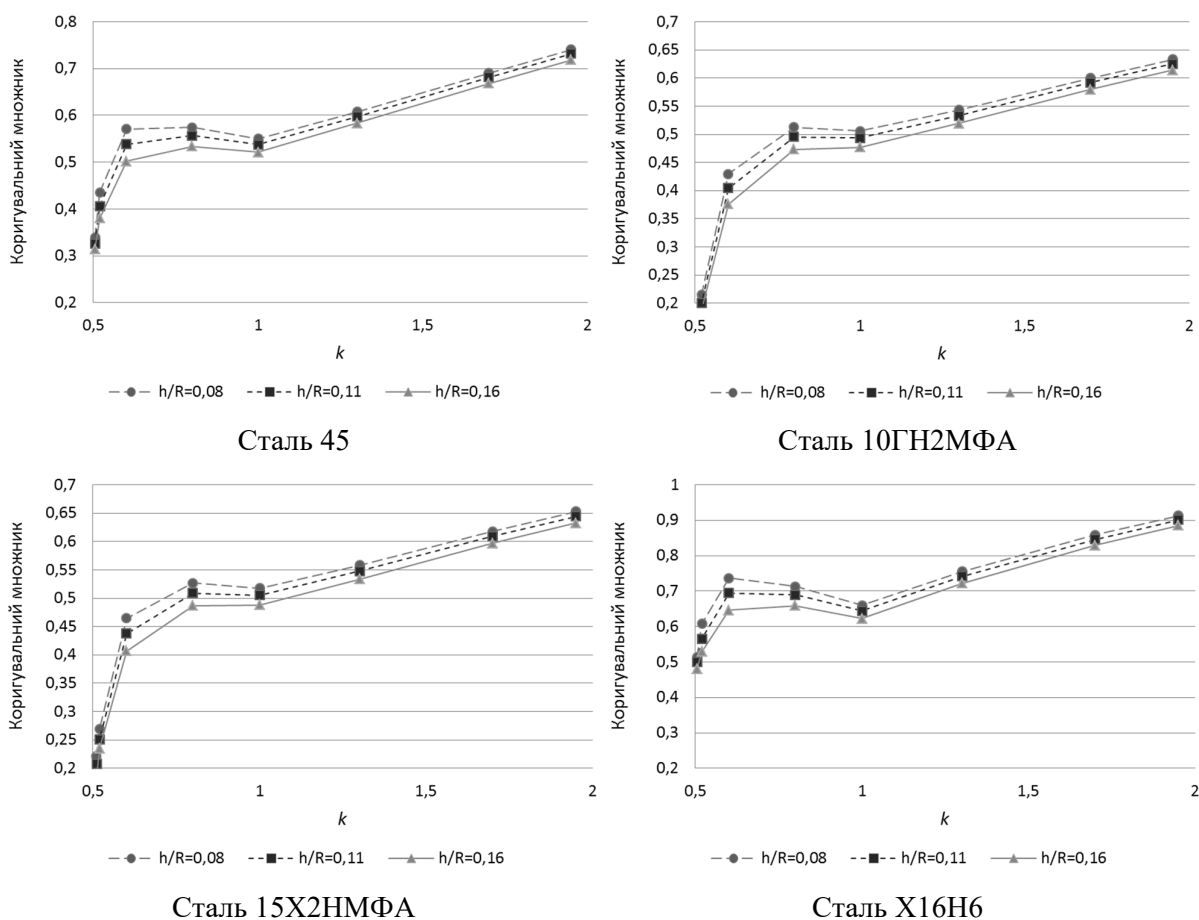 Коригувальний множник
0,8
0,7
0,6
0,5
0,4
0,3
0,2
0,5 1 1,5 2
k
h/R=0,08 h/R=0,11 h/R=0,16
Сталь 45
Коригувальний множник
0,7
0,65
0,6
0,55
0,5
0,45
0,4
0,35
0,3
0,25
0,2
0,5 1 1,5 2
k
h/R=0,08 h/R=0,11 h/R=0,16
Сталь 10ГН2МФА
Коригувальний множник
0,7
0,65
0,6
0,55
0,5
0,45
0,4
0,35
0,3
0,25
0,2
0,5 1 1,5 2
k
h/R=0,08 h/R=0,11 h/R=0,16
Сталь 15Х2НМФА
Коригувальний множник
1
0,9
0,8
0,7
0,6
0,5
0,4
0,3
0,2
0,5 1 1,5 2
k
h/R=0,08 h/R=0,11 h/R=0,16
Сталь Х16Н6